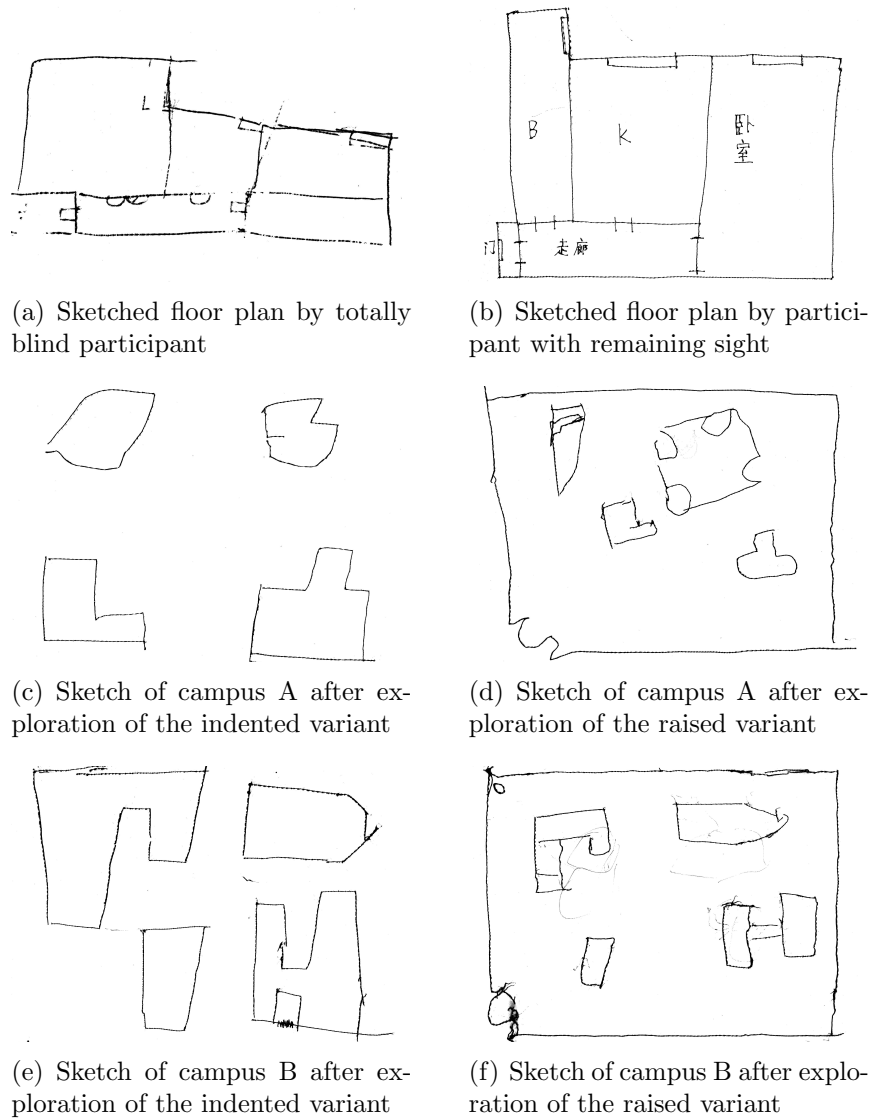 L
B
K
卧
室
门
走廊
(a) Sketched floor plan by totally
blind participant
(b) Sketched floor plan by partici-
pant with remaining sight
(c) Sketch of campus A after ex-
ploration of the indented variant
(d) Sketch of campus A after ex-
ploration of the raised variant
(e) Sketch of campus B after ex-
ploration of the indented variant
(f) Sketch of campus B after explo-
ration of the raised variant